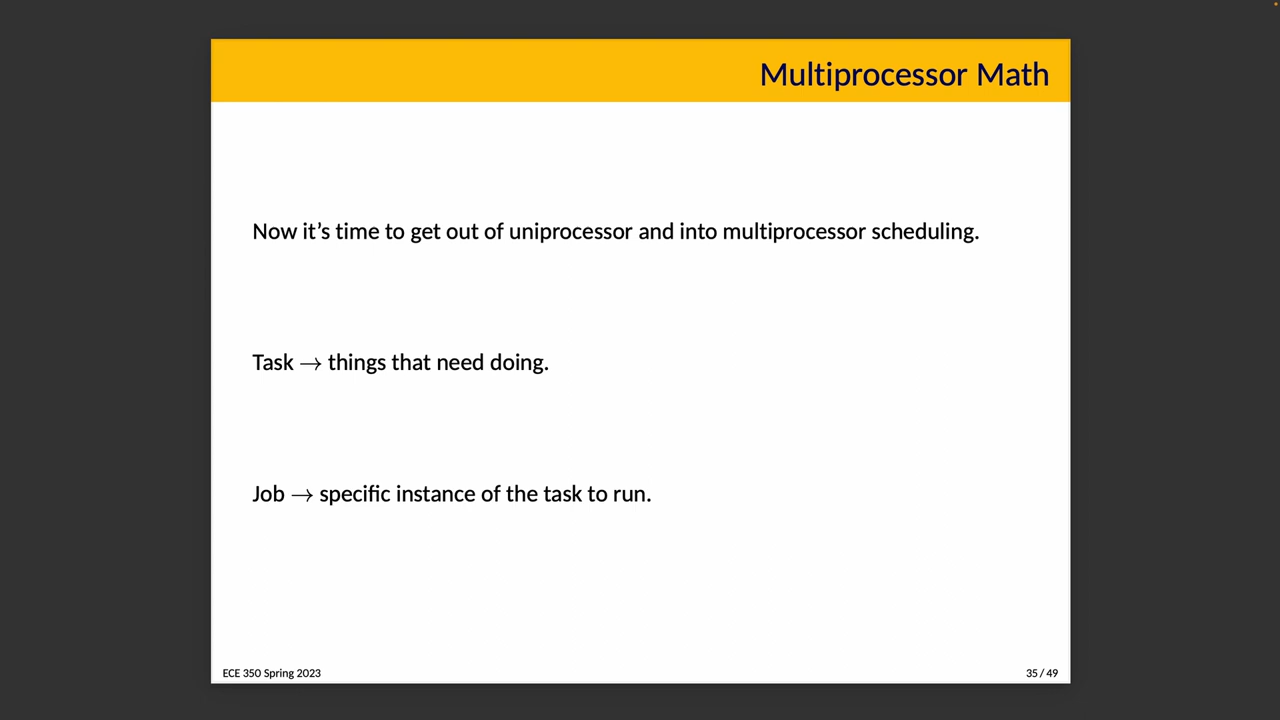 Multiprocessor Math
Now it’s time to get out of uniprocessor and into multiprocessor scheduling.
Task → things that need doing.
Job → specific instance of the task to run.
ECE 350 Spring 2023
35 / 49